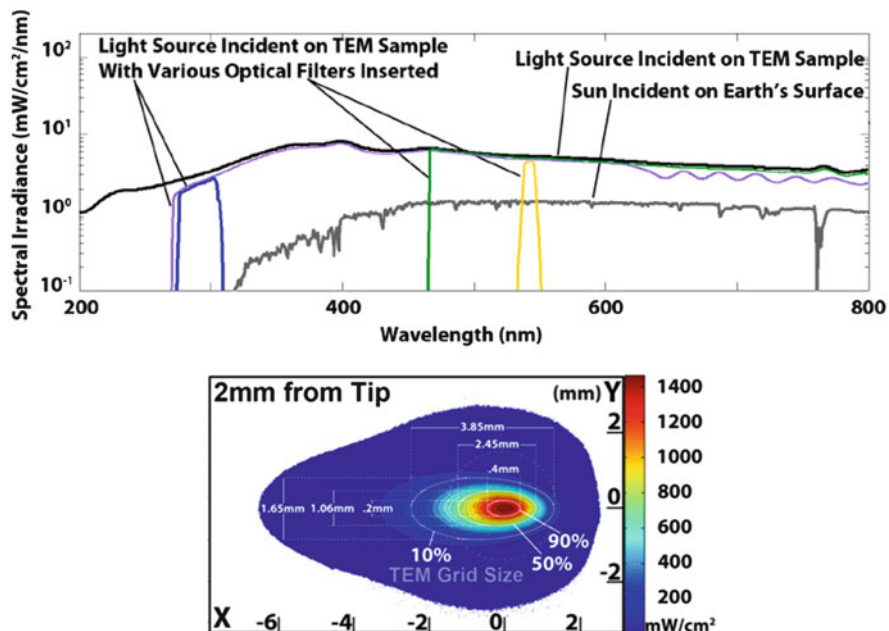 Light Source Incident on TEM Sample
With Various Optical Filters Inserted
Light Source Incident on TEM Sample
Sun Incident on Earth's Surface
Spectral Irradiance (mW/cm²/nm)
10²
10¹
10⁰
10⁻¹
200
400
600
800
Wavelength (nm)
2mm from Tip
(mm) Y
3.85mm
2.45mm
.4mm
1.65mm
1.06mm
.2mm
10%
50%
90%
TEM Grid Size
2
0
-2
X
-6
-4
-2
0
2
1400
1200
1000
800
600
400
200
mW/cm²